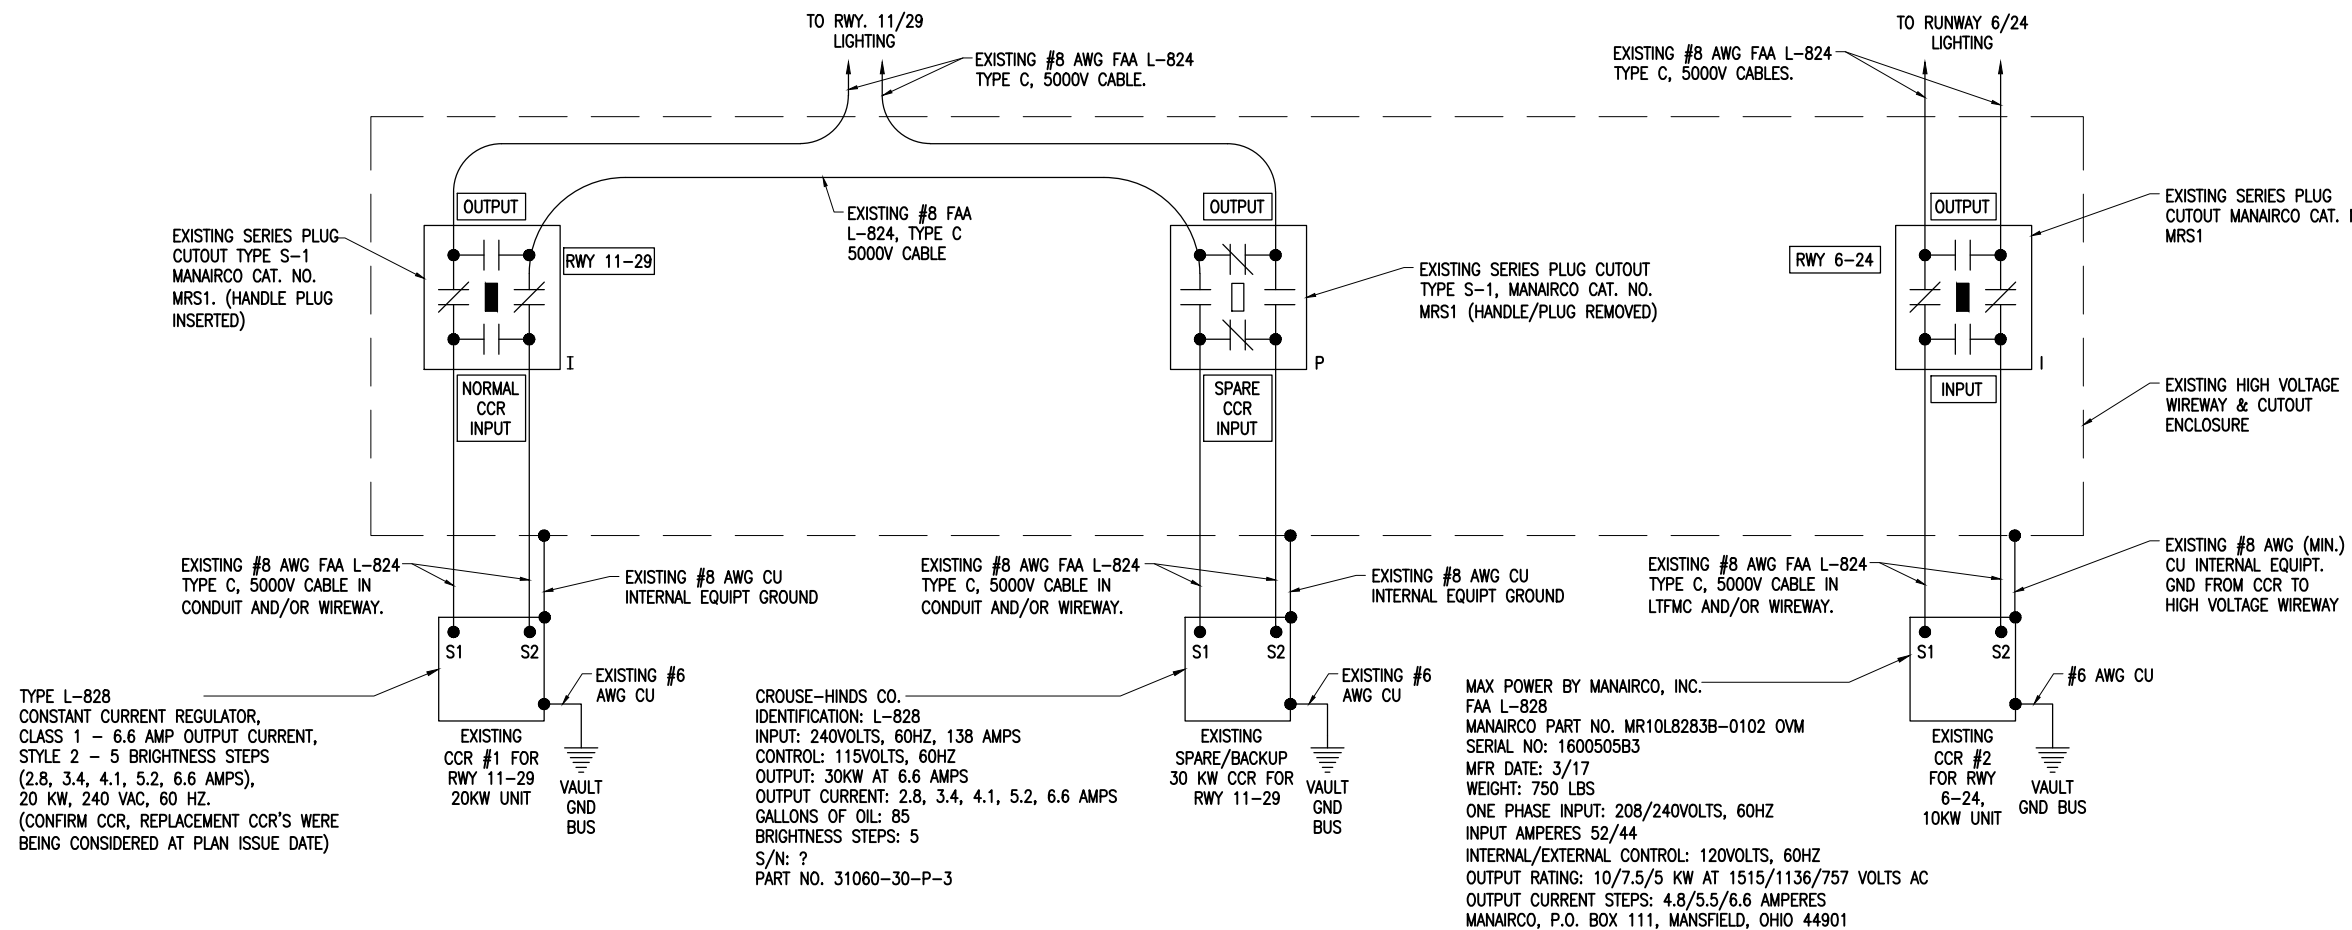 TO RWY. 11/29
LIGHTING
EXISTING #8 AWG FAA L-824
TYPE C, 5000V CABLE.
TO RUNWAY 6/24
LIGHTING
EXISTING #8 AWG FAA L-824
TYPE C, 5000V CABLES.
OUTPUT
EXISTING SERIES PLUG
CUTOUT TYPE S-1
MANAIRCO CAT. NO.
MRS1. (HANDLE PLUG
INSERTED)
RWY 11-29
I
NORMAL
CCR
INPUT
EXISTING #8 FAA
L-824, TYPE C
5000V CABLE
OUTPUT
EXISTING SERIES PLUG CUTOUT
TYPE S-1, MANAIRCO CAT. NO.
MRS1 (HANDLE/PLUG REMOVED)
P
SPARE
CCR
INPUT
OUTPUT
RWY 6-24
EXISTING SERIES PLUG
CUTOUT MANAIRCO CAT.
MRS1
I
INPUT
EXISTING HIGH VOLTAGE
WIREWAY & CUTOUT
ENCLOSURE
EXISTING #8 AWG FAA L-824
TYPE C, 5000V CABLE IN
CONDUIT AND/OR WIREWAY.
EXISTING #8 AWG CU
INTERNAL EQUIPT GROUND
EXISTING #8 AWG FAA L-824
TYPE C, 5000V CABLE IN
CONDUIT AND/OR WIREWAY.
EXISTING #8 AWG CU
INTERNAL EQUIPT GROUND
EXISTING #8 AWG FAA L-824
TYPE C, 5000V CABLE IN
LTFMC AND/OR WIREWAY.
EXISTING #8 AWG (MIN.)
CU INTERNAL EQUIPT.
GND FROM CCR TO
HIGH VOLTAGE WIREWAY
S1 S2
EXISTING #6
AWG CU
TYPE L-828
CONSTANT CURRENT REGULATOR,
CLASS 1 - 6.6 AMP OUTPUT CURRENT,
STYLE 2 - 5 BRIGHTNESS STEPS
(2.8, 3.4, 4.1, 5.2, 6.6 AMPS),
20 KW, 240 VAC, 60 HZ.
(CONFIRM CCR, REPLACEMENT CCR'S WERE
BEING CONSIDERED AT PLAN ISSUE DATE)
EXISTING
CCR #1 FOR
RWY 11-29
20KW UNIT
VAULT
GND
BUS
S1 S2
EXISTING #6
AWG CU
CROUSE-HINDS CO.
IDENTIFICATION: L-828
INPUT: 240VOLTS, 60HZ, 138 AMPS
CONTROL: 115VOLTS, 60HZ
OUTPUT: 30KW AT 6.6 AMPS
OUTPUT CURRENT: 2.8, 3.4, 4.1, 5.2, 6.6 AMPS
GALLONS OF OIL: 85
BRIGHTNESS STEPS: 5
S/N: ?
PART NO. 31060-30-P-3
EXISTING
SPARE/BACKUP
30 KW CCR FOR
RWY 11-29
VAULT
GND
BUS
S1 S2
#6 AWG CU
MAX POWER BY MANAIRCO, INC.
FAA L-828
MANAIRCO PART NO. MR10L8283B-0102 OVM
SERIAL NO: 1600505B3
MFR DATE: 3/17
WEIGHT: 750 LBS
ONE PHASE INPUT: 208/240VOLTS, 60HZ
INPUT AMPERES 52/44
INTERNAL/EXTERNAL CONTROL: 120VOLTS, 60HZ
OUTPUT RATING: 10/7.5/5 KW AT 1515/1136/757 VOLTS AC
OUTPUT CURRENT STEPS: 4.8/5.5/6.6 AMPERES
MANAIRCO, P.O. BOX 111, MANSFIELD, OHIO 44901
EXISTING
CCR #2
FOR RWY
6-24,
10KW UNIT
VAULT
GND BUS